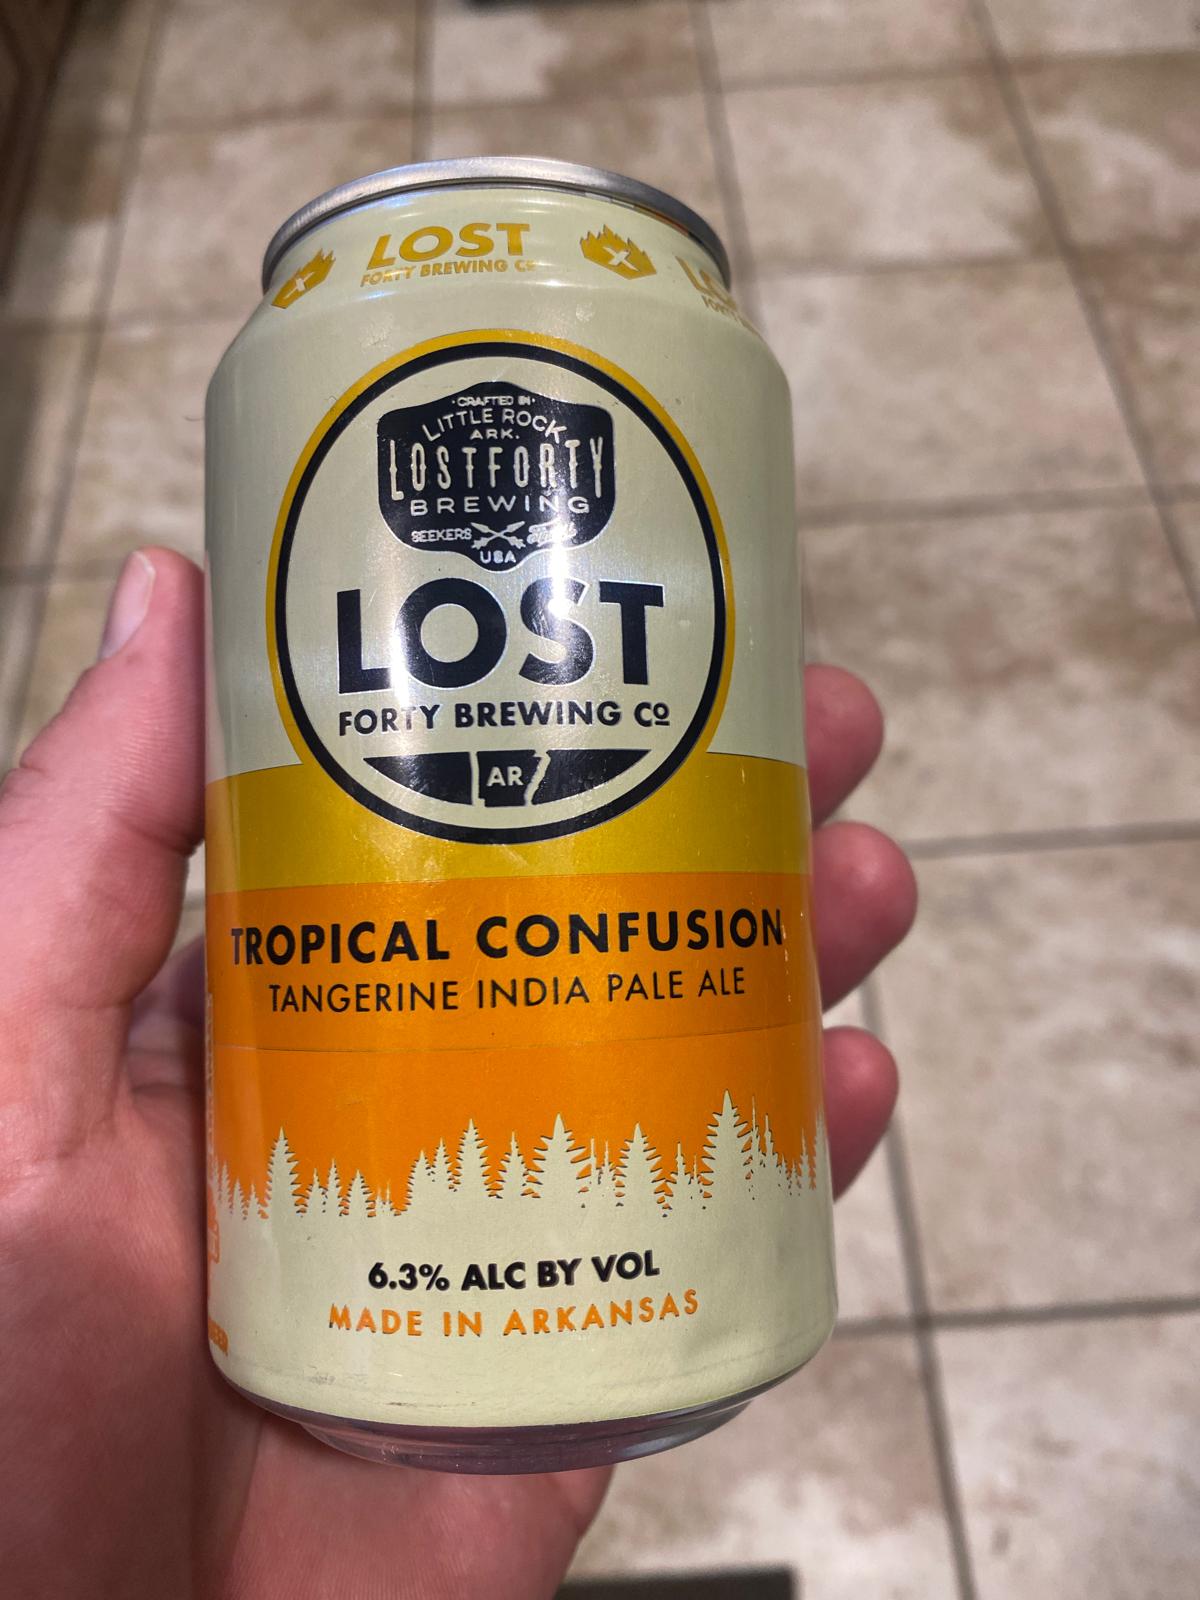 LOST
FORTY BREWING Cº
CRAFTED IN
LITTLE ROCK
ARK.
LOSTFORTY
BREWING
SEEKERS
USA
LOST
FORTY BREWING Cº
AR
TROPICAL CONFUSION
TANGERINE INDIA PALE ALE
6.3% ALC BY VOL
MADE IN ARKANSAS